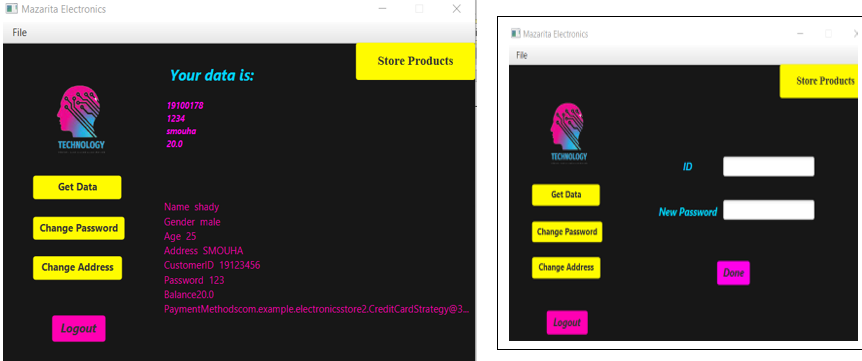 Mazarita Electronics
File
Store Products
Your data is:
19100178
1234
smouha
20.0
TECHNOLOGY
Get Data
Change Password
Change Address
Logout
Name shady
Gender male
Age 25
Address SMOUHA
CustomerID 19123456
Password 123
Balance20.0
PaymentMethodscom.example.electronicsstore2.CreditCardStrategy@3...
Mazarita Electronics
File
Store Products
TECHNOLOGY
ID
New Password
Get Data
Change Password
Change Address
Done
Logout